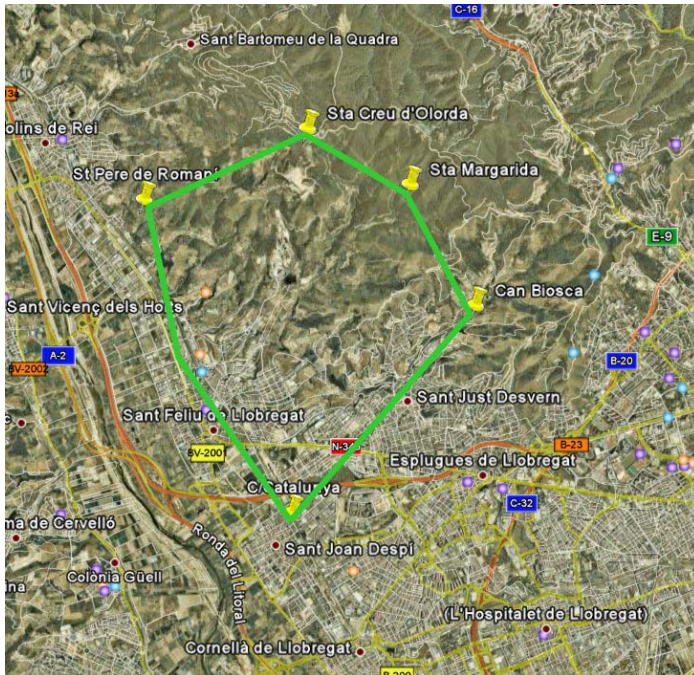 C-16
Sant Bartomeu de la Quadra
Sta Creu d'Olorda
olins de Rei
Sta Margarida
St Pere de Romaní
E-9
Can Biosca
Sant Vicenç dels Horts
A-2
B-20
BV-2002
Sant Just Desvern
Sant Feliu de Llobregat
B-23
N-340
BV-200
Esplugues de Llobregat
C/Catalunya
C-32
ma de Cervelló
Ronda del Litoral
Sant Joan Despí
Colònia Güell
ina
(L'Hospitalet de Llobregat)
Cornellà de Llobregat
B-200